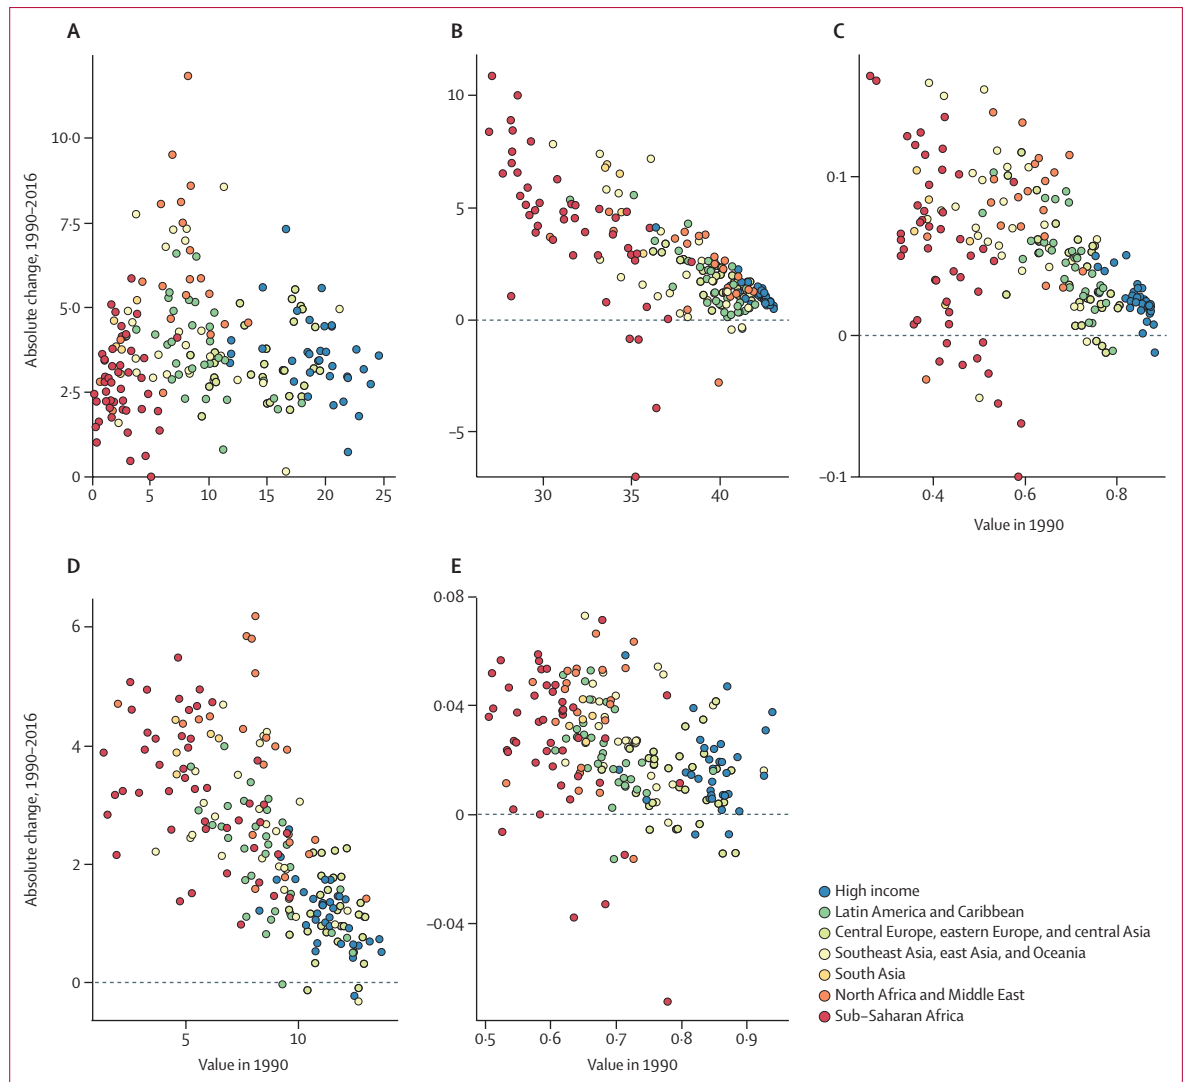 A
B
C
Absolute change, 1990–2016
10·0
7·5
5·0
2·5
0
0
5
10
15
20
25
10
5
0
–5
30
35
40
0·1
0
–0·1
0·4
0·6
0·8
Value in 1990
D
E
Absolute change, 1990–2016
6
4
2
0
5
10
Value in 1990
0·08
0·04
0
–0·04
0·5
0·6
0·7
0·8
0·9
Value in 1990
High income
Latin America and Caribbean
Central Europe, eastern Europe, and central Asia
Southeast Asia, east Asia, and Oceania
South Asia
North Africa and Middle East
Sub–Saharan Africa